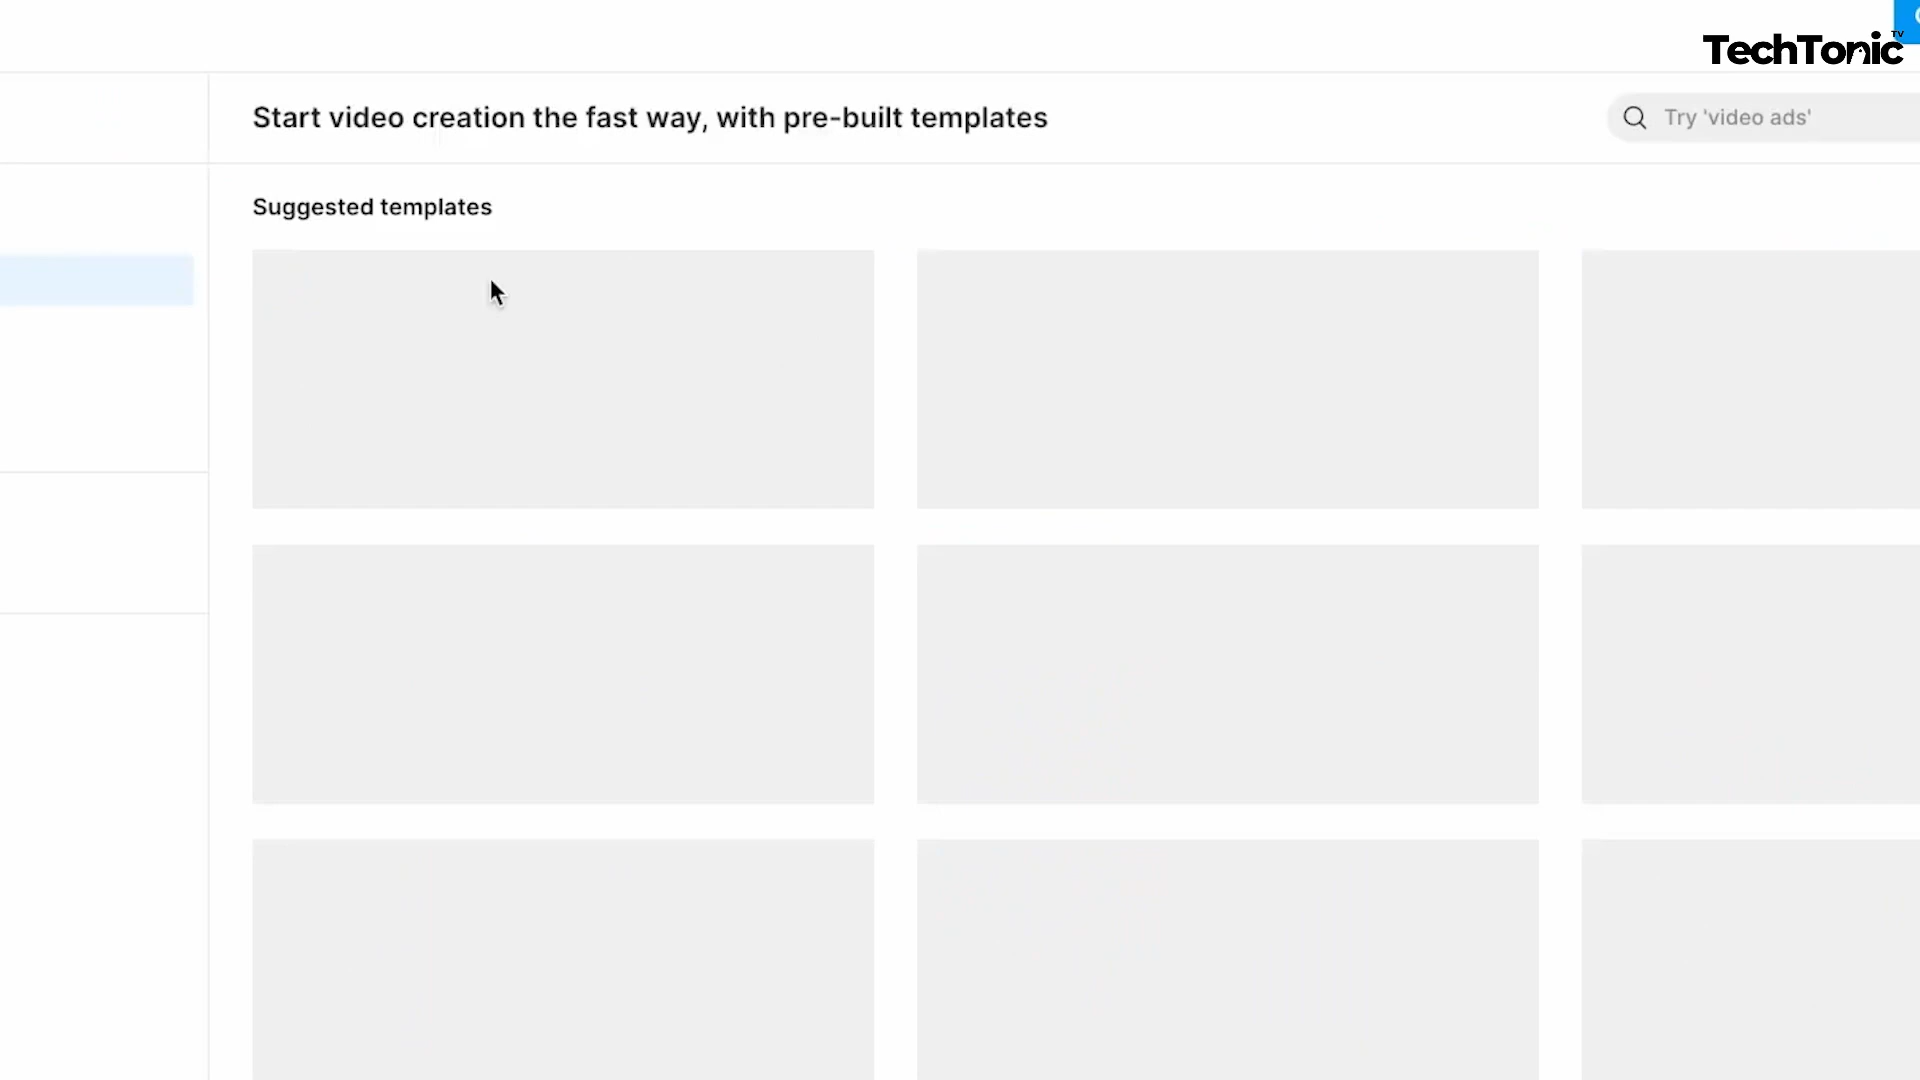 TechTonic TV
Start video creation the fast way, with pre-built templates
Try 'video ads'
Suggested templates